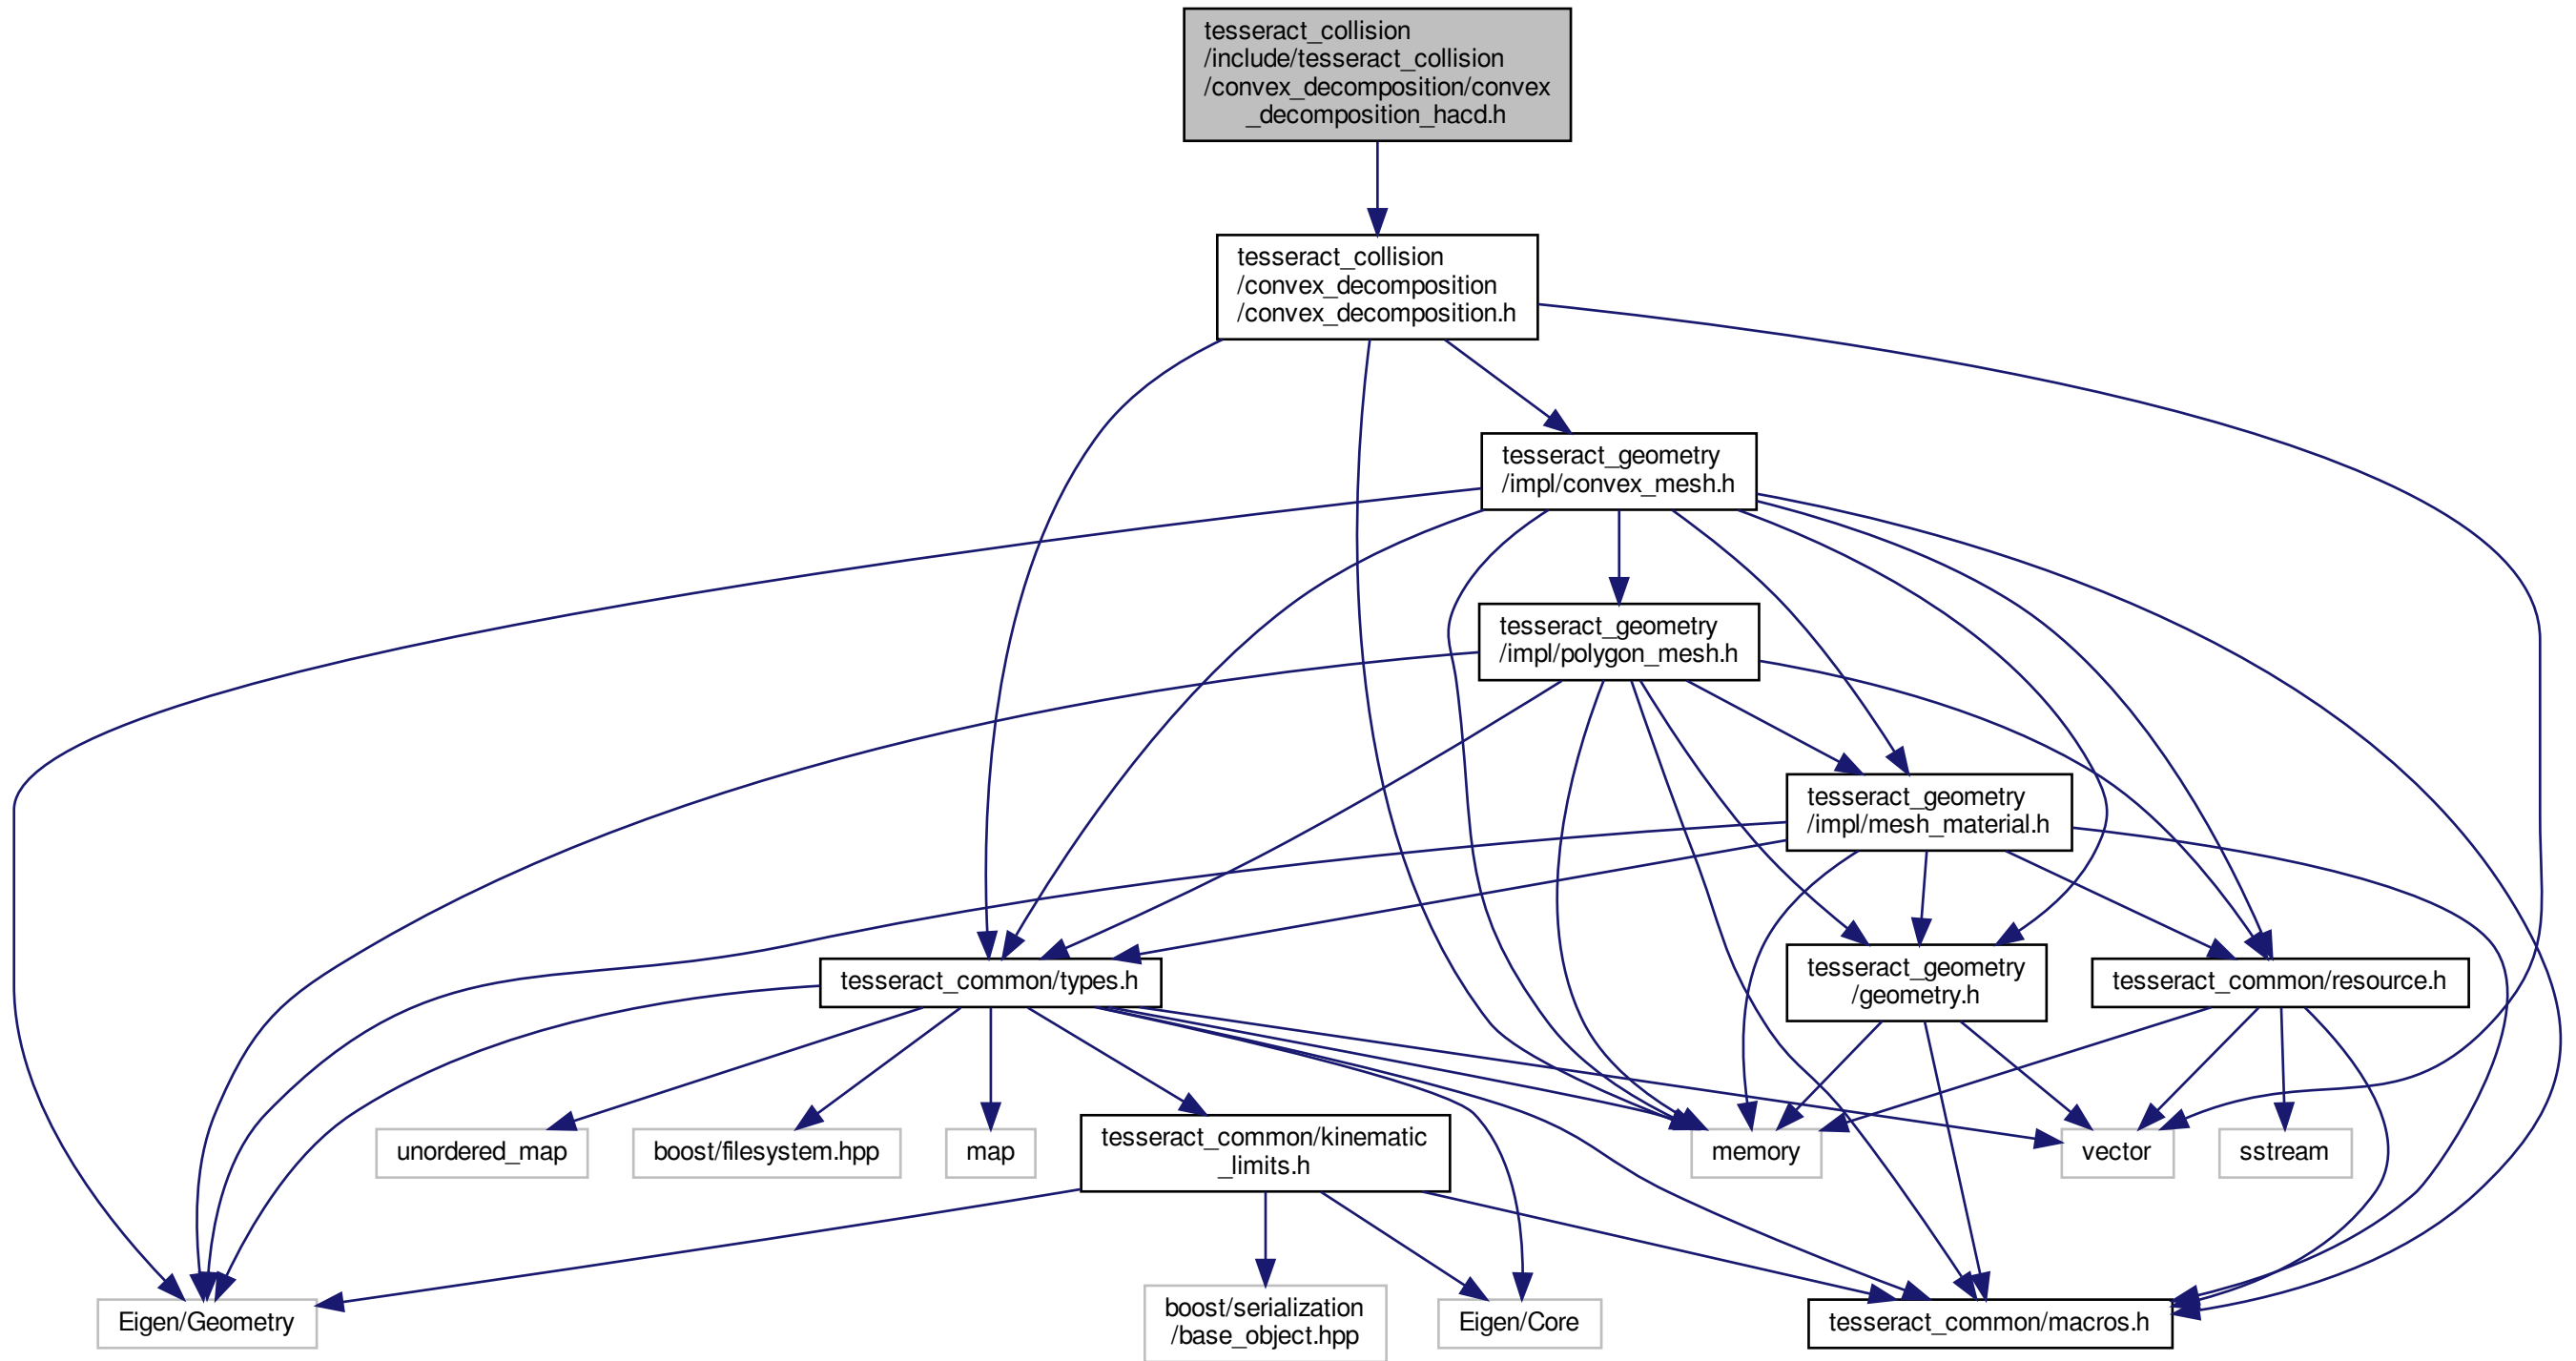 tesseract_collision
/include/tesseract_collision
/convex_decomposition/convex
_decomposition_hacd.h
tesseract_collision
/convex_decomposition
/convex_decomposition.h
tesseract_geometry
/impl/convex_mesh.h
tesseract_geometry
/impl/polygon_mesh.h
tesseract_geometry
/impl/mesh_material.h
tesseract_common/types.h
tesseract_geometry
/geometry.h
tesseract_common/resource.h
unordered_map
boost/filesystem.hpp
map
tesseract_common/kinematic
_limits.h
memory
vector
sstream
Eigen/Geometry
boost/serialization
/base_object.hpp
Eigen/Core
tesseract_common/macros.h